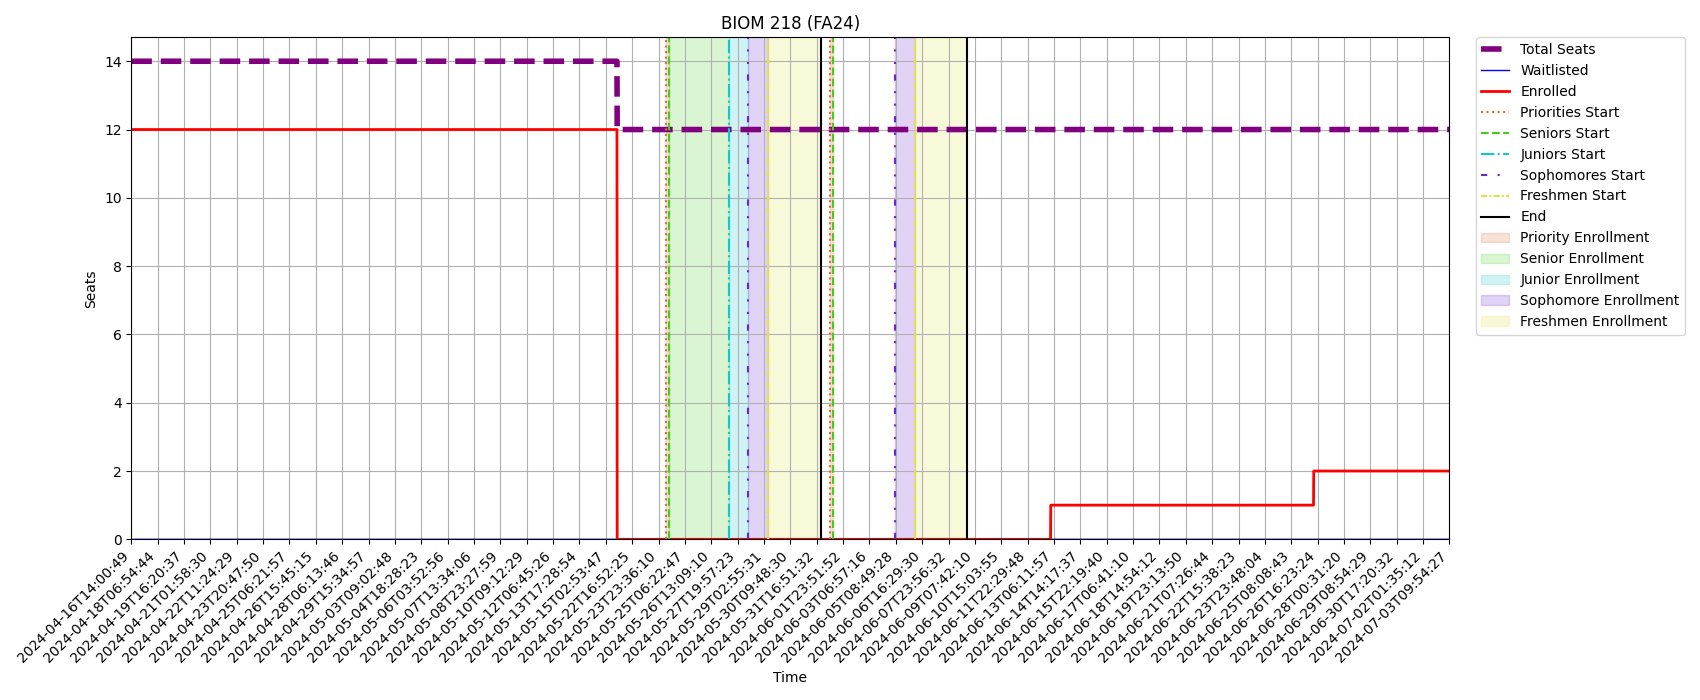 BIOM 218 (FA24)
14
12
10
8
6
4
2
0
Seats
2024-04-16T14:00:49
2024-04-18T06:54:44
2024-04-19T16:20:37
2024-04-21T01:58:30
2024-04-22T11:24:29
2024-04-23T20:47:50
2024-04-25T06:21:57
2024-04-26T15:45:15
2024-04-28T06:13:46
2024-04-29T15:34:57
2024-05-03T09:02:48
2024-05-04T18:28:23
2024-05-06T03:52:56
2024-05-07T13:34:06
2024-05-08T23:27:59
2024-05-10T09:12:29
2024-05-12T06:45:26
2024-05-13T17:28:54
2024-05-15T02:53:47
2024-05-22T16:52:25
2024-05-23T23:36:10
2024-05-25T06:22:47
2024-05-26T13:09:10
2024-05-27T19:57:23
2024-05-29T02:55:31
2024-05-30T09:48:30
2024-05-31T16:51:32
2024-06-01T23:51:52
2024-06-03T06:57:16
2024-06-05T08:49:28
2024-06-06T16:29:30
2024-06-07T23:56:32
2024-06-09T07:42:10
2024-06-10T15:03:55
2024-06-11T22:29:48
2024-06-13T06:11:57
2024-06-14T14:17:37
2024-06-15T22:19:40
2024-06-17T06:41:10
2024-06-18T14:54:12
2024-06-19T23:13:50
2024-06-21T07:26:44
2024-06-22T15:38:23
2024-06-23T23:48:04
2024-06-25T08:08:43
2024-06-26T16:23:24
2024-06-28T00:31:20
2024-06-29T08:54:29
2024-06-30T17:20:32
2024-07-02T01:35:12
2024-07-03T09:54:27
Time
Total Seats
Waitlisted
Enrolled
Priorities Start
Seniors Start
Juniors Start
Sophomores Start
Freshmen Start
End
Priority Enrollment
Senior Enrollment
Junior Enrollment
Sophomore Enrollment
Freshmen Enrollment